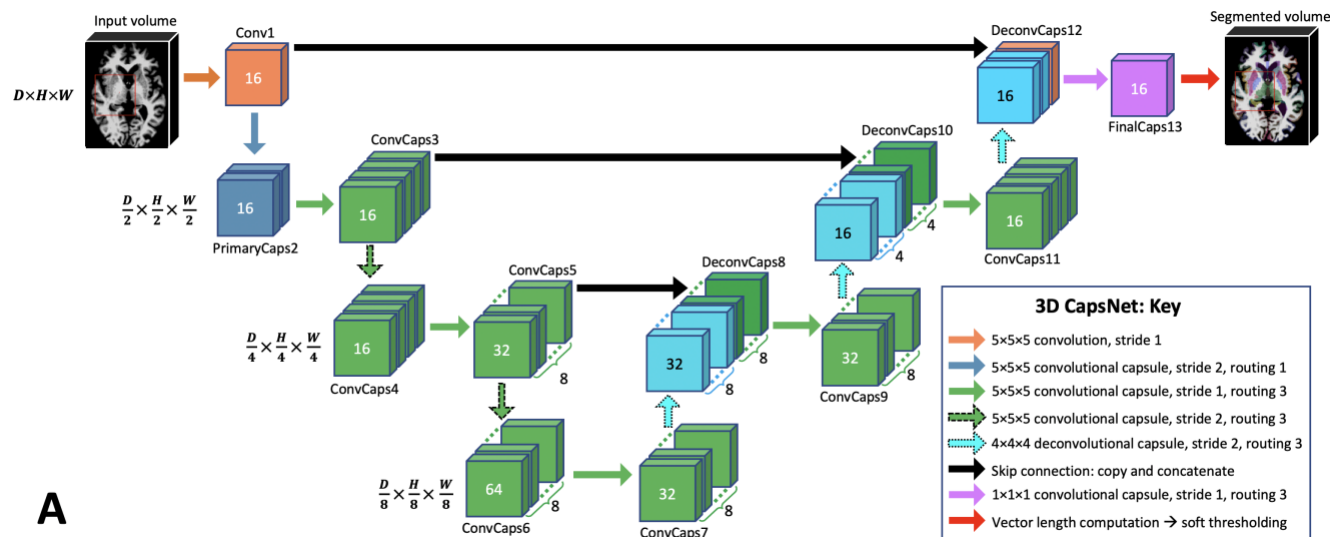 Input volume
Conv1
DeconvCaps12
Segmented volume
D×H×W
16
16
16
FinalCaps13
ConvCaps3
DeconvCaps10
D/2 × H/2 × W/2
16
PrimaryCaps2
16
16
4
4
16
ConvCaps11
ConvCaps5
DeconvCaps8
D/4 × H/4 × W/4
16
ConvCaps4
32
8
32
8
8
32
8
ConvCaps9
D/8 × H/8 × W/8
64
8
ConvCaps6
32
8
ConvCaps7
3D CapsNet: Key
5×5×5 convolution, stride 1
5×5×5 convolutional capsule, stride 2, routing 1
5×5×5 convolutional capsule, stride 1, routing 3
5×5×5 convolutional capsule, stride 2, routing 3
4×4×4 deconvolutional capsule, stride 2, routing 3
Skip connection: copy and concatenate
1×1×1 convolutional capsule, stride 1, routing 3
Vector length computation → soft thresholding
A